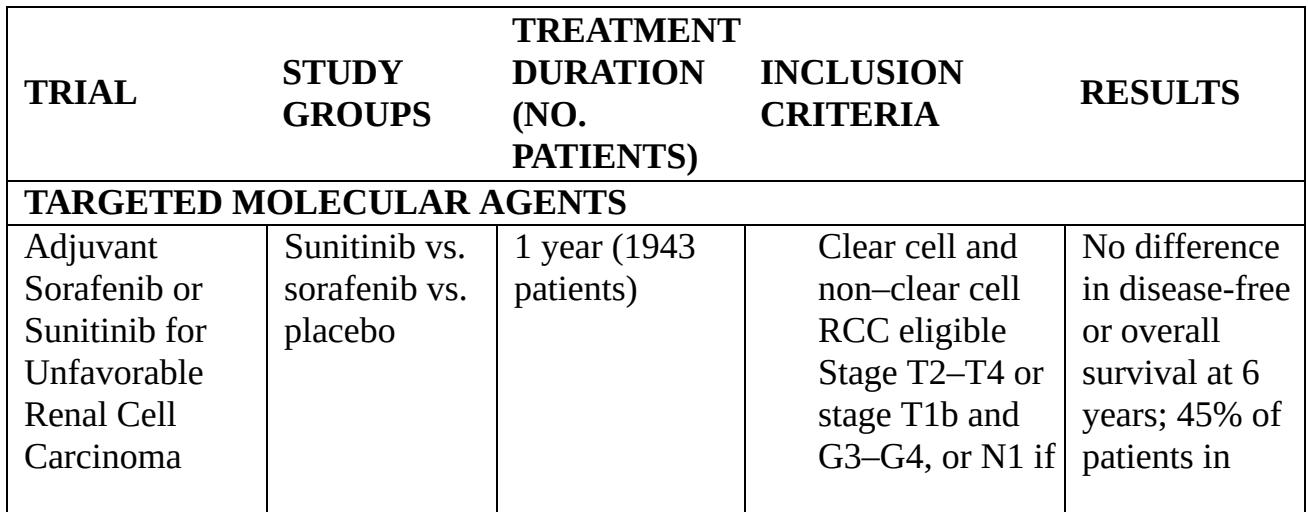 TRIAL
STUDY
GROUPS
TREATMENT
DURATION
(NO.
PATIENTS)
INCLUSION
CRITERIA
RESULTS
TARGETED MOLECULAR AGENTS
Adjuvant
Sorafenib or
Sunitinib for
Unfavorable
Renal Cell
Carcinoma
Sunitinib vs.
sorafenib vs.
placebo
1 year (1943
patients)
Clear cell and
non–clear cell
RCC eligible
Stage T2–T4 or
stage T1b and
G3–G4, or N1 if
No difference
in disease-free
or overall
survival at 6
years; 45% of
patients in